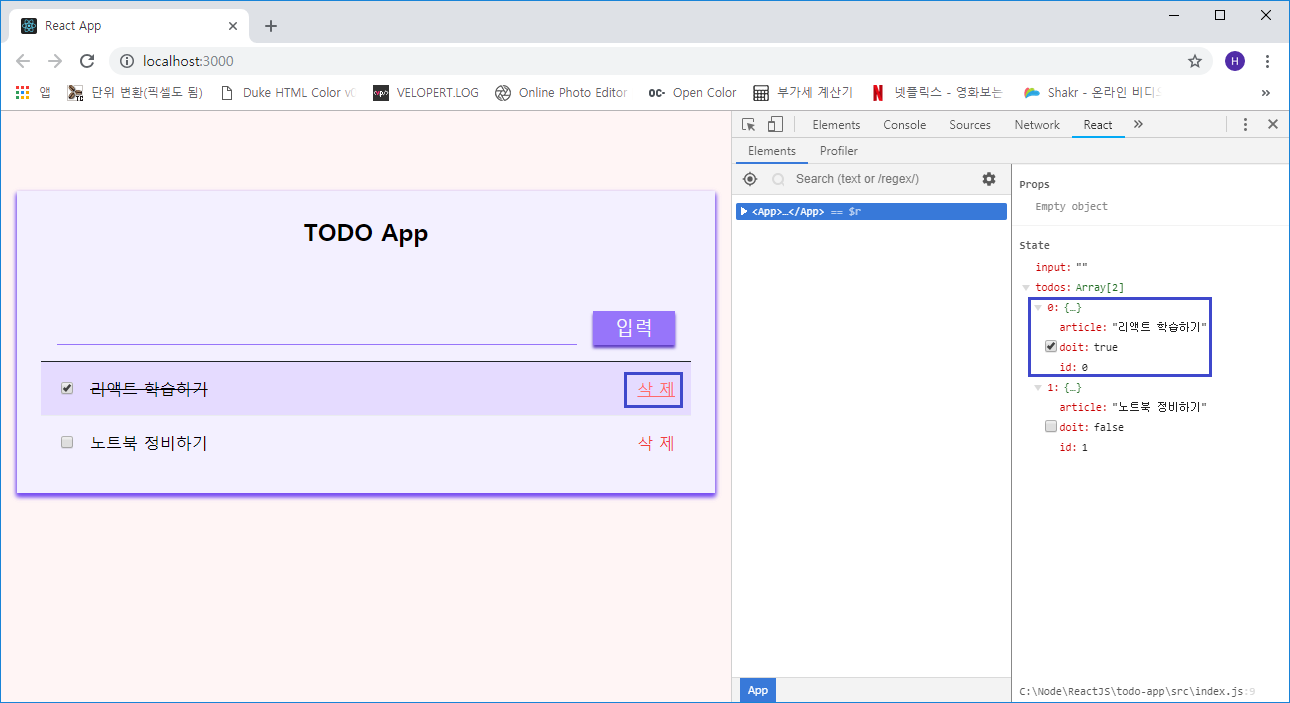 React App
localhost:3000
H
앱
단위 변환(픽셀도 됨)
Duke HTML Color v
VELOPERT.LOG
Online Photo Editor
OC- Open Color
부가세 계산기
N 넷플릭스 - 영화보는
Shakr - 온라인 비디
»
Elements Console Sources Network React »
Elements Profiler
Search (text or /regex/)
<App>…</App> == $r
App
TODO App
입력
리액트 학습하기 삭 제
노트북 정비하기 삭 제
Props
Empty object
State
input: ""
todos: Array[2]
0: {…}
article: "리액트 학습하기"
doit: true
id: 0
1: {…}
article: "노트북 정비하기"
doit: false
id: 1
C:\Node\ReactJS\todo-app\src\index.js:9